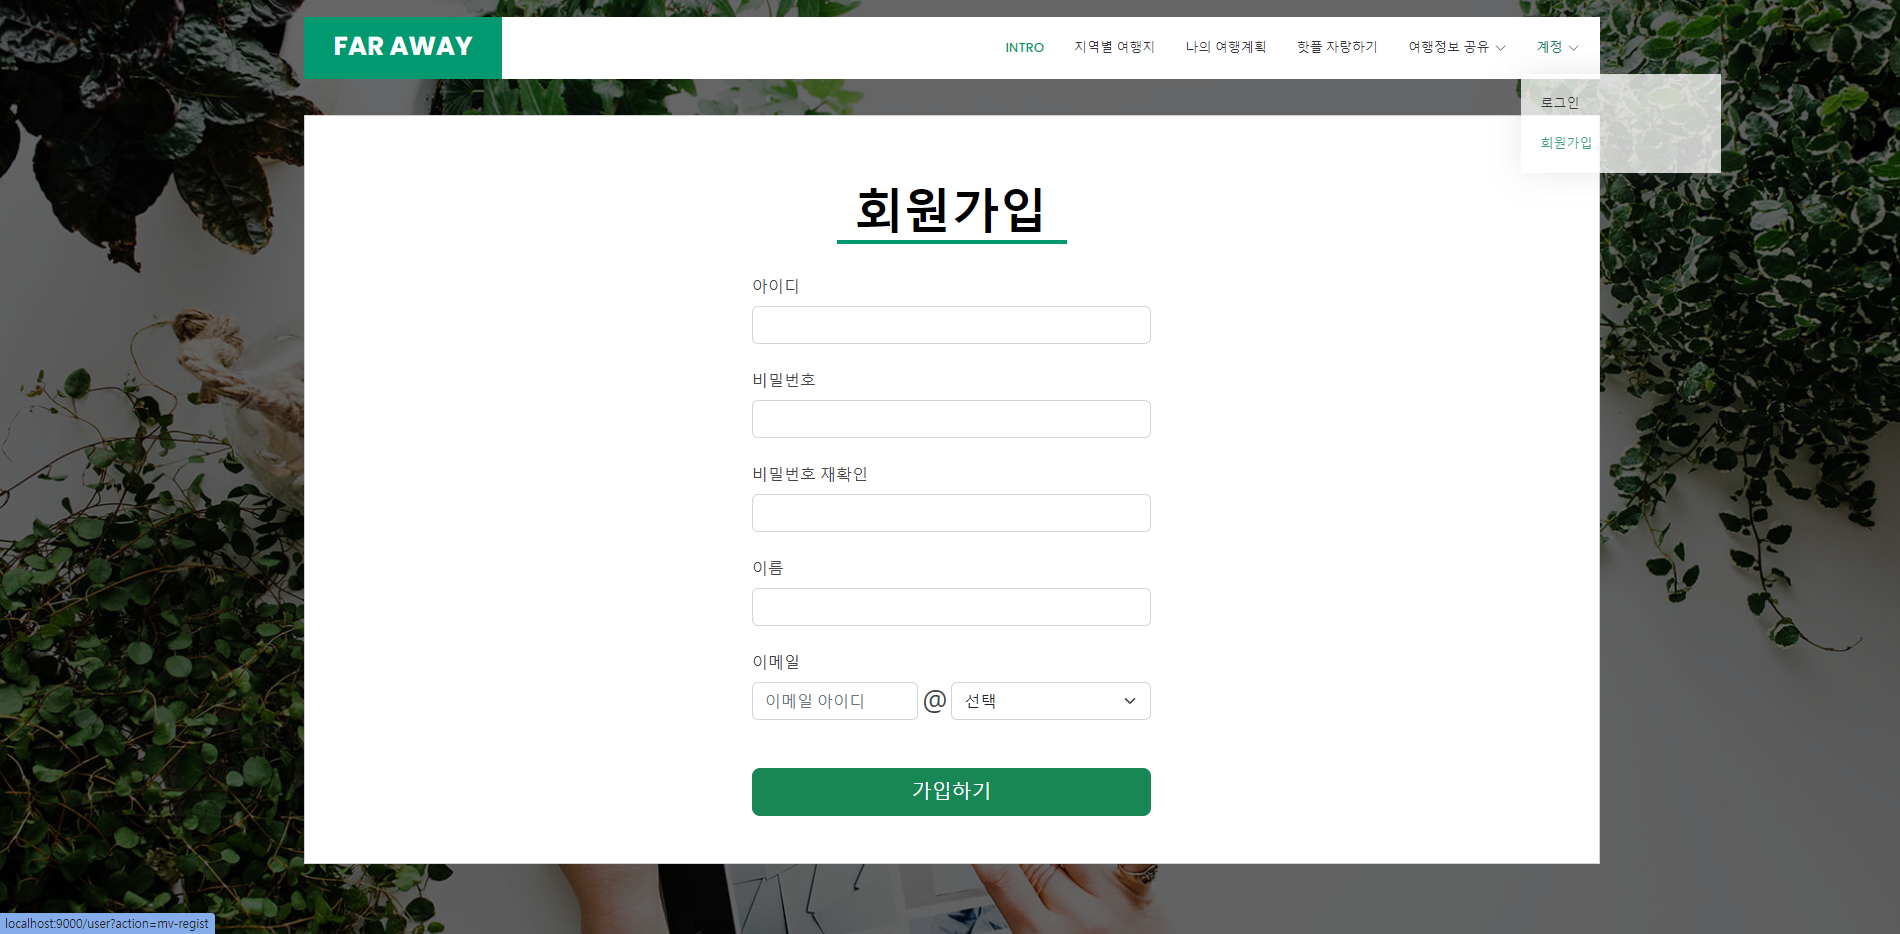 FAR AWAY
INTRO 지역별 여행지 나의 여행계획 핫플 자랑하기 여행정보 공유 계정
로그인
회원가입
회원가입
아이디
비밀번호
비밀번호 재확인
이름
이메일
이메일 아이디 @ 선택
가입하기
localhost:9000/user?action=mv-regist